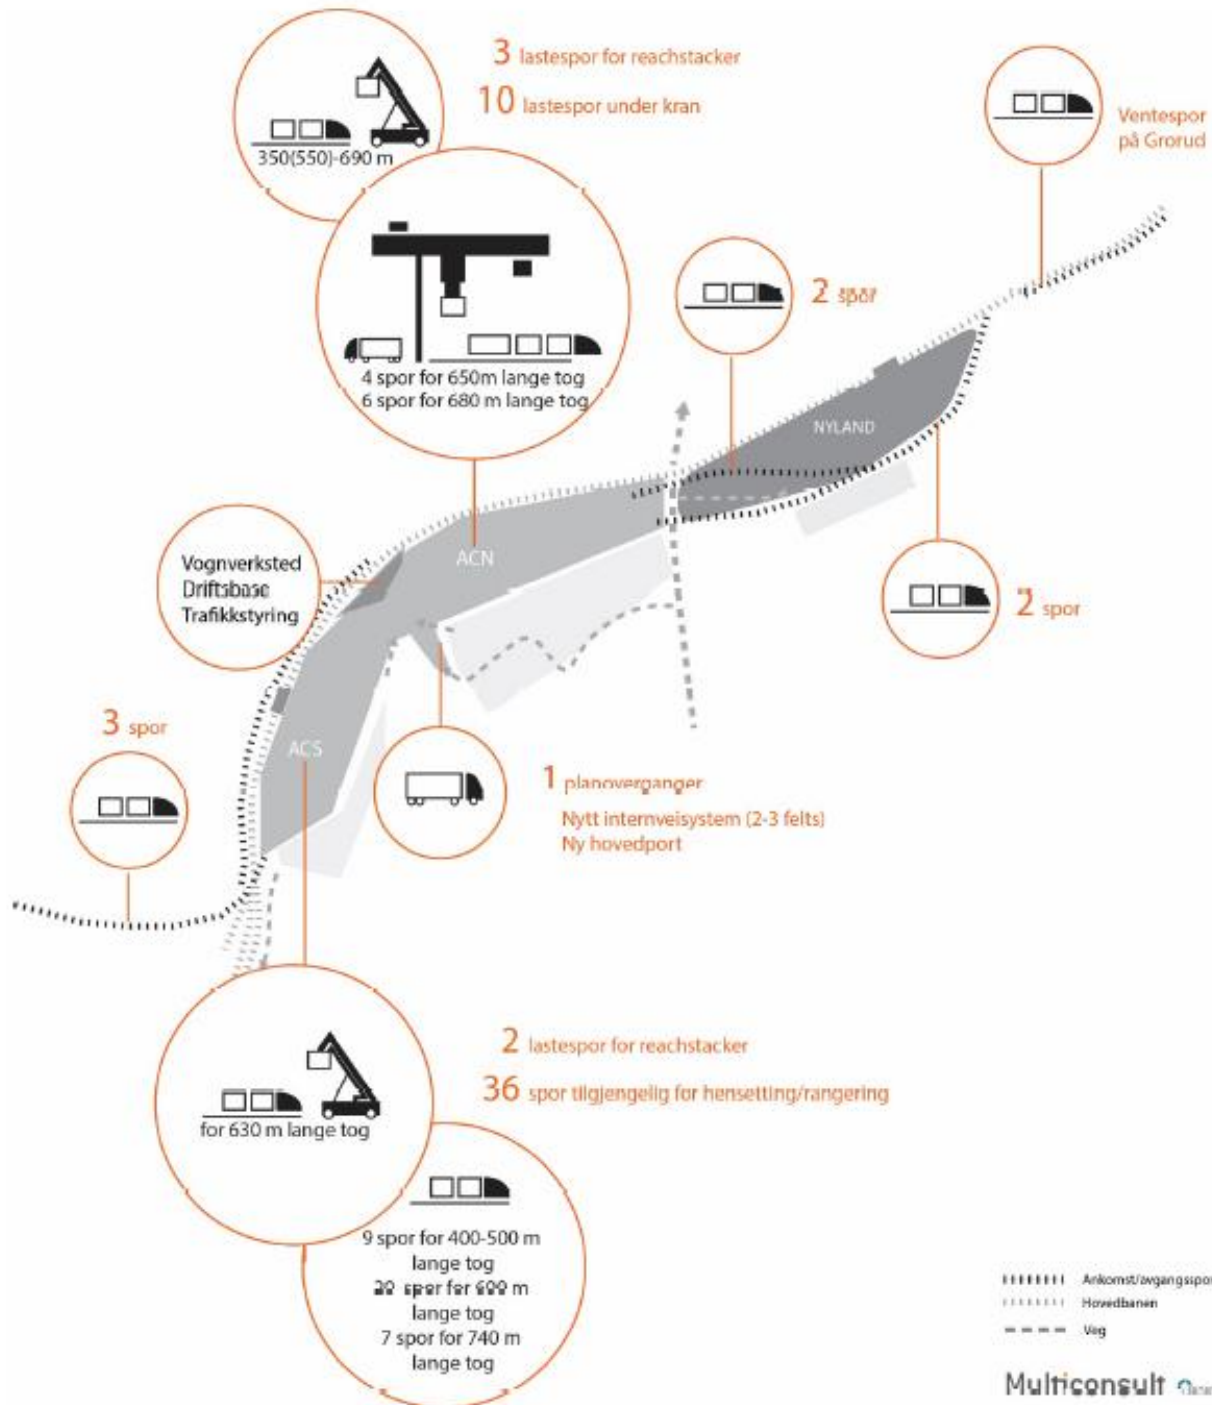 3 lastespor for reachstacker
10 lastespor under kran
350(550)-690 m
Ventespor
på Grorud
2 spor
4 spor for 650m lange tog
6 spor for 680 m lange tog
NYLAND
ACN
Vognverksted
Driftsbase
Trafikkstyring
2 spor
3 spor
ACS
1 planoverganger
Nytt internveisystem (2-3 felts)
Ny hovedport
2 lastespor for reachstacker
36 spor tilgjengelig for hensetting/rangering
for 630 m lange tog
9 spor for 400-500 m
lange tog
20 spor for 600 m
lange tog
7 spor for 740 m
lange tog
Ankomst/avgangsspor
Hovedbanen
Veg
Multiconsult